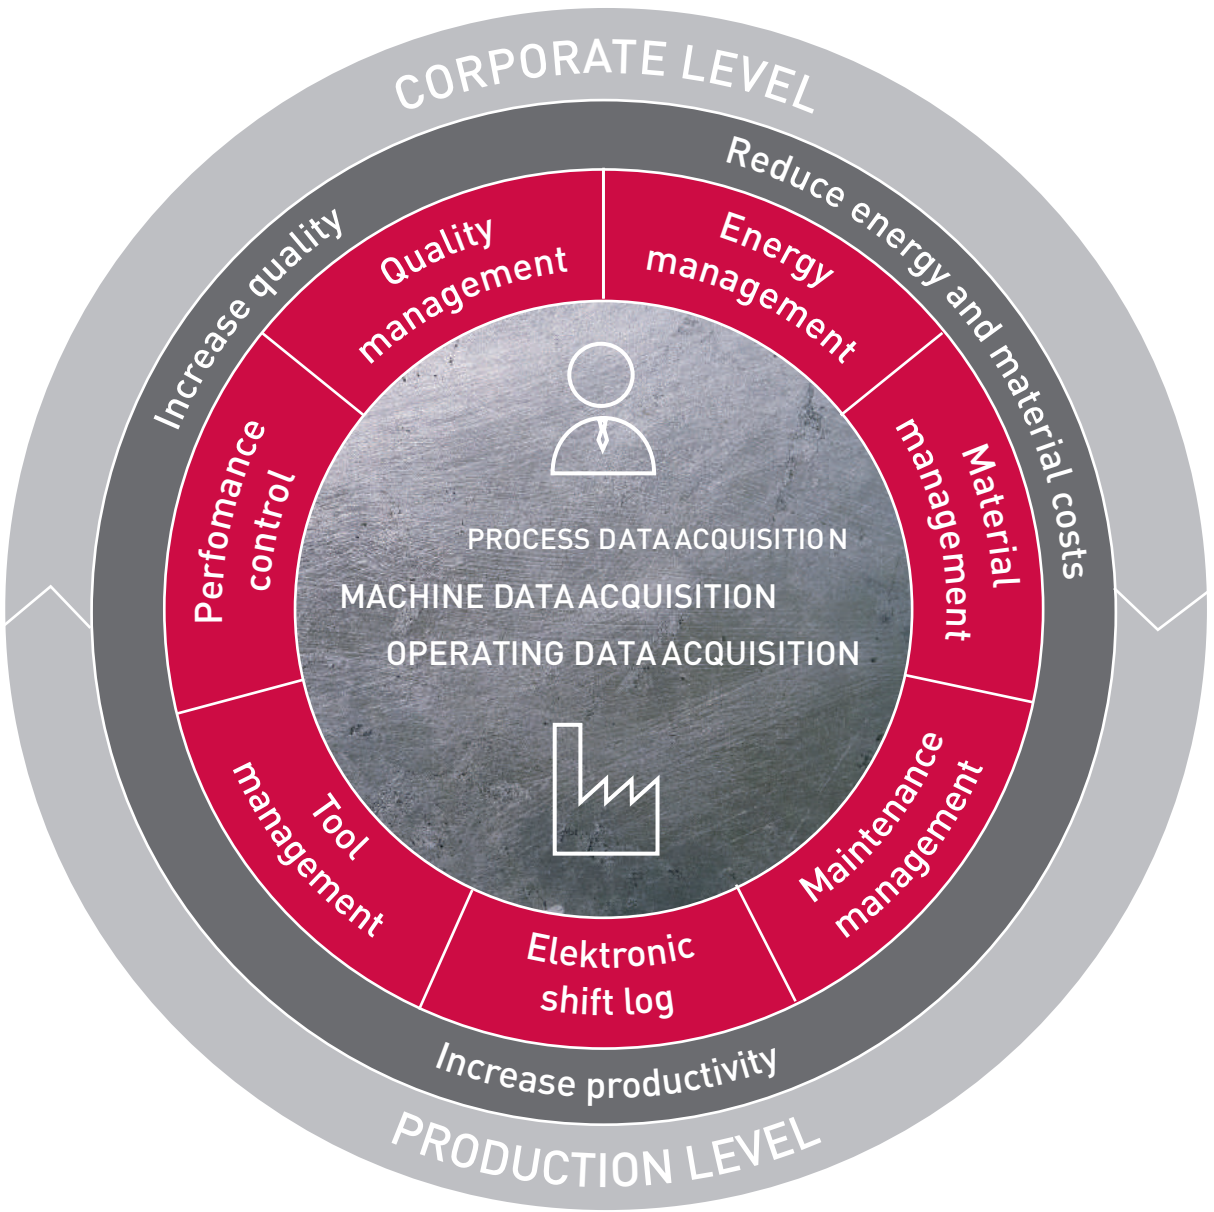 CORPORATE LEVEL
Reduce energy and material costs
Increase quality
Quality
management
Energy
management
Perfomance
control
Material
management
PROCESS DATA ACQUISITION
MACHINE DATA ACQUISITION
OPERATING DATA ACQUISITION
Tool
management
Maintenance
management
Elektronic
shift log
Increase productivity
PRODUCTION LEVEL